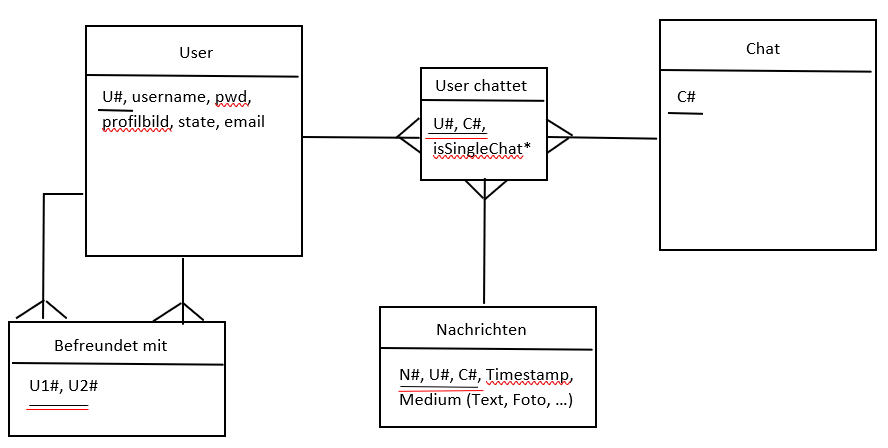 User
U#, username, pwd,
profilbild, state, email
User chattet
U#, C#,
isSingleChat*
Chat
C#
Befreundet mit
U1#, U2#
Nachrichten
N#, U#, C#, Timestamp,
Medium (Text, Foto, …)